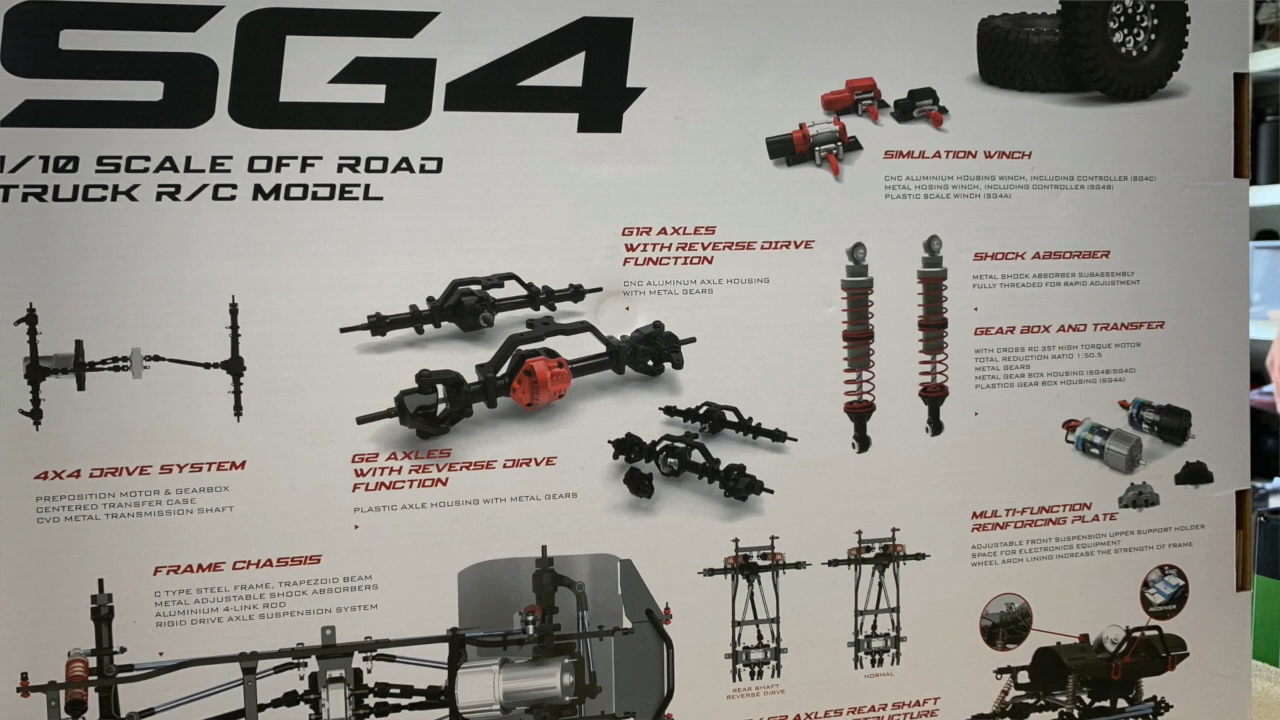 SG4
1/10 SCALE OFF ROAD
TRUCK R/C MODEL
SIMULATION WINCH
CNC ALUMINIUM HOUSING WINCH, INCLUDING CONTROLLER (SG4C)
METAL HOSING WINCH, INCLUDING CONTROLLER (SG4B)
PLASTIC SCALE WINCH (SG4A)
G1R AXLES
WITH REVERSE DIRVE
FUNCTION
CNC ALUMINUM AXLE HOUSING
WITH METAL GEARS
SHOCK ABSORBER
METAL SHOCK ABSORBER SUBASSEMBLY
FULLY THREADED FOR RAPID ADJUSTMENT
GEAR BOX AND TRANSFER
WITH CROSS RC 35T HIGH TORQUE MOTOR
TOTAL REDUCTION RATIO 1:50.5
METAL GEARS
METAL GEAR BOX HOUSING (SG4B/SG4C)
PLASTICS GEAR BOX HOUSING (SG4A)
4X4 DRIVE SYSTEM
PREPOSITION MOTOR & GEARBOX
CENTERED TRANSFER CASE
CVD METAL TRANSMISSION SHAFT
G2 AXLES
WITH REVERSE DIRVE
FUNCTION
PLASTIC AXLE HOUSING WITH METAL GEARS
MULTI-FUNCTION
REINFORCING PLATE
ADJUSTABLE FRONT SUSPENSION UPPER SUPPORT HOLDER
SPACE FOR ELECTRONICS EQUIPMENT
WHEEL ARCH LINING INCREASE THE STRENGTH OF FRAME
RECEIVER
FRAME CHASSIS
C TYPE STEEL FRAME, TRAPEZOID BEAM
METAL ADJUSTABLE SHOCK ABSORBERS
ALUMINIUM 4-LINK ROD
RIGID DRIVE AXLE SUSPENSION SYSTEM
REAR SHAFT
REVERSE DIRVE
NORMAL
AXLES REAR SHAFT